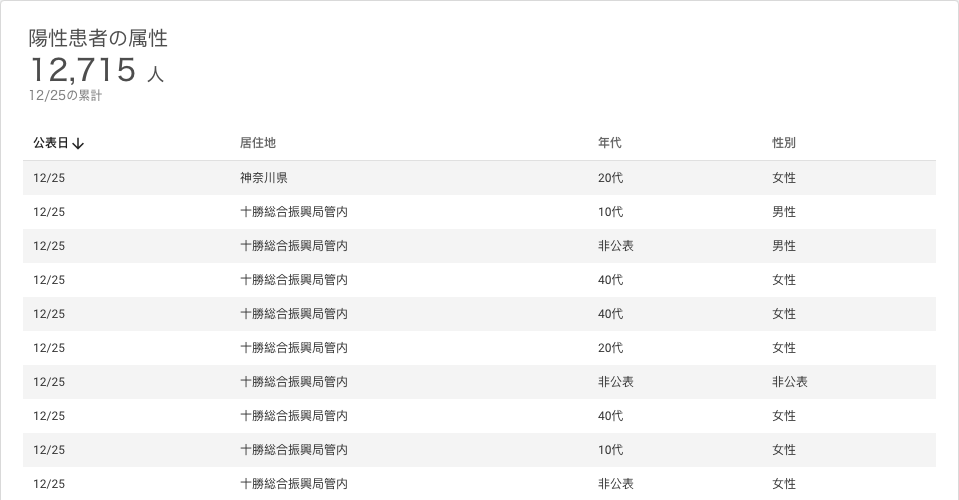 陽性患者の属性
12,715 人
12/25の累計
公表日↓ 居住地 年代 性別
12/25 神奈川県 20代 女性
12/25 十勝総合振興局管内 10代 男性
12/25 十勝総合振興局管内 非公表 男性
12/25 十勝総合振興局管内 40代 女性
12/25 十勝総合振興局管内 40代 女性
12/25 十勝総合振興局管内 20代 女性
12/25 十勝総合振興局管内 非公表 非公表
12/25 十勝総合振興局管内 40代 女性
12/25 十勝総合振興局管内 10代 女性
12/25 十勝総合振興局管内 非公表 女性